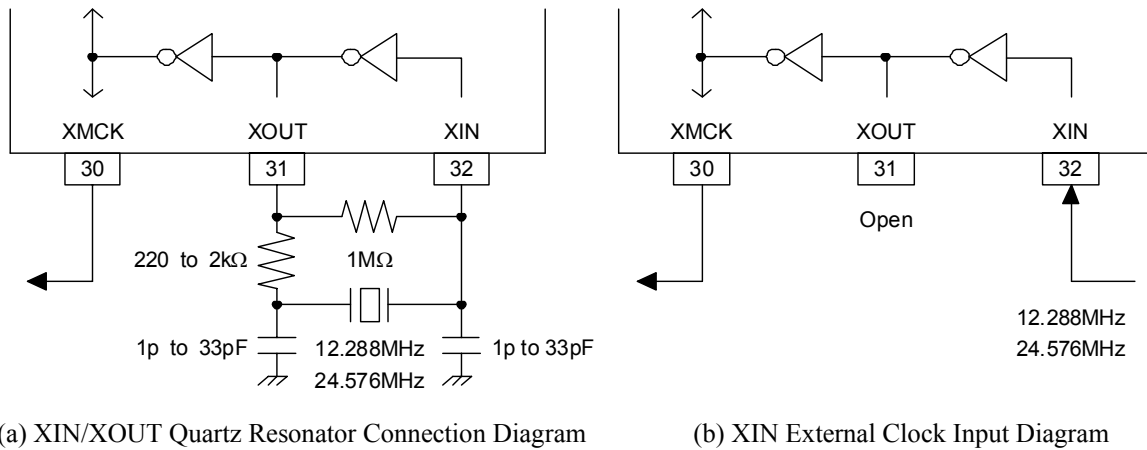 XMCK XOUT XIN
30 31 32
220 to 2kΩ 1MΩ
1p to 33pF 12.288MHz 1p to 33pF
24.576MHz
(a) XIN/XOUT Quartz Resonator Connection Diagram
XMCK XOUT XIN
30 31 32
Open
12.288MHz
24.576MHz
(b) XIN External Clock Input Diagram